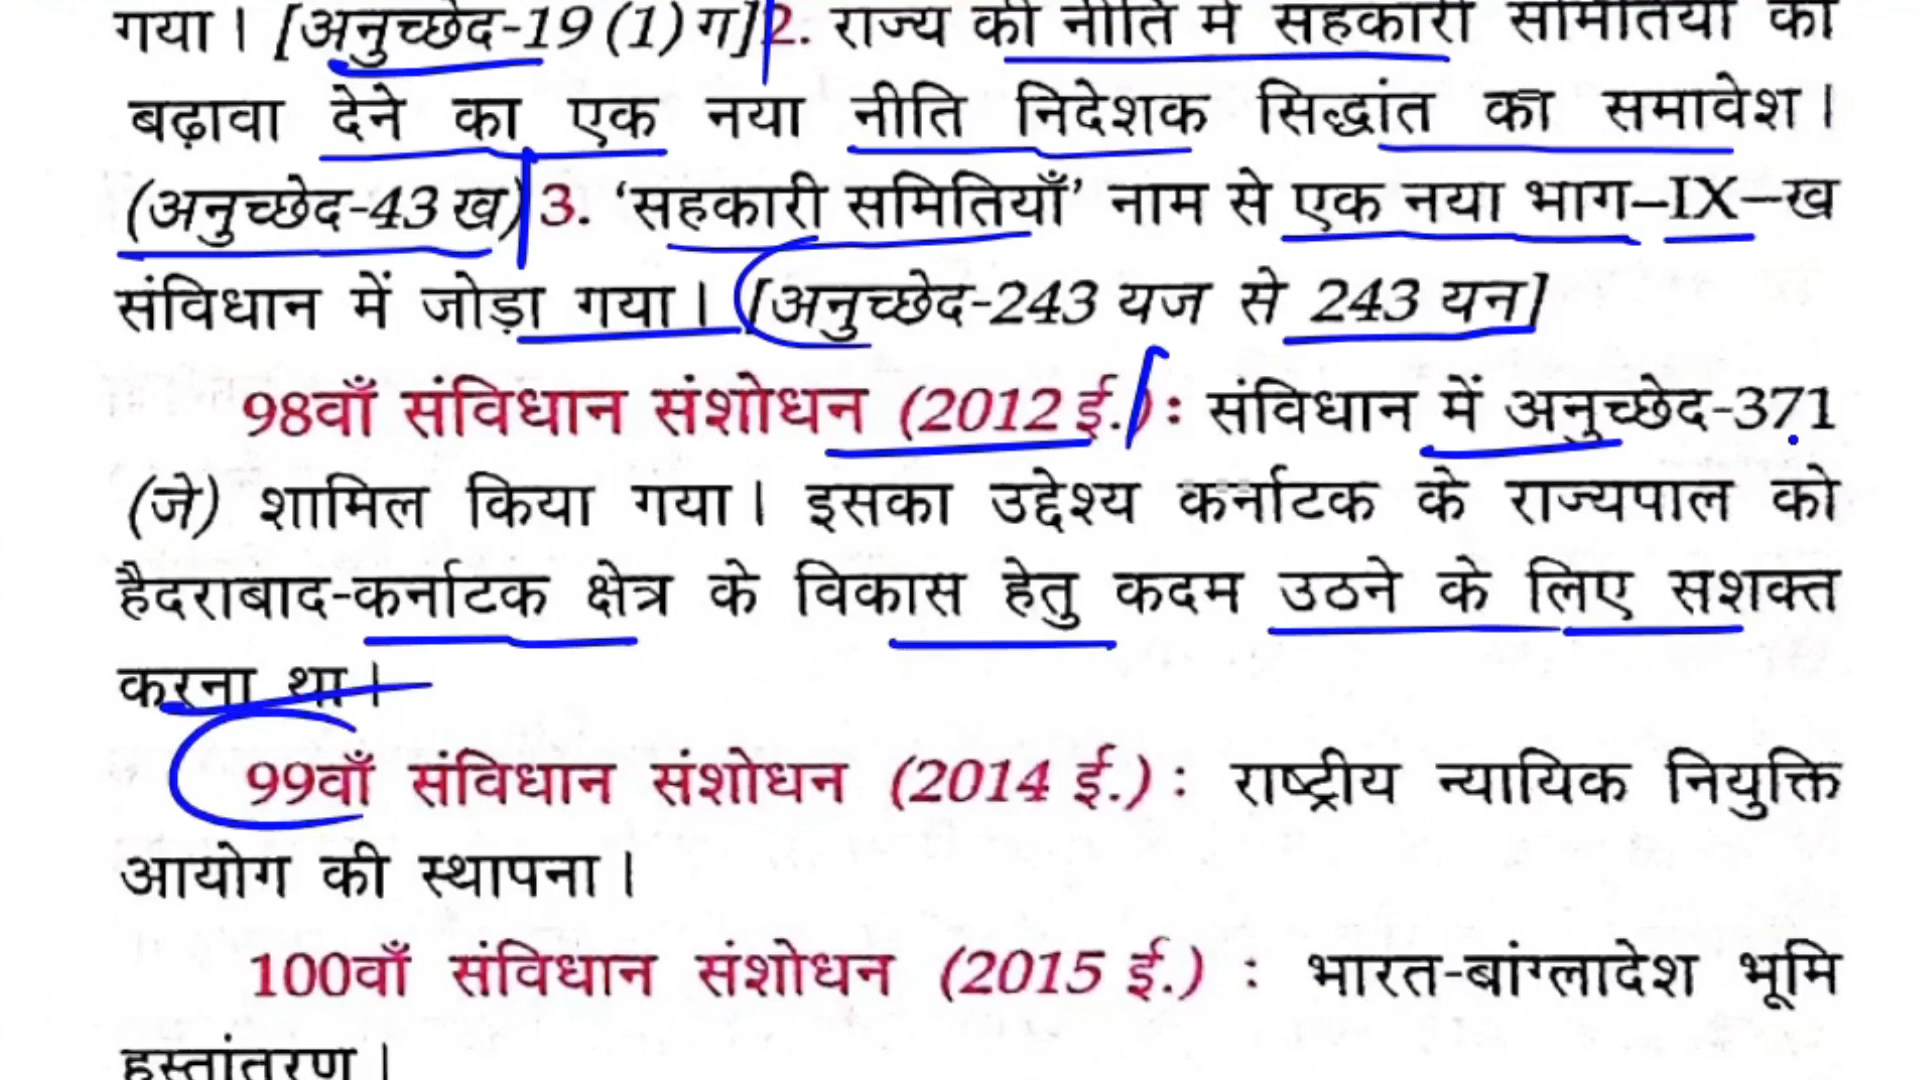 गया। [अनुच्छेद-19 (1) ग] 2. राज्य की नीति में सहकारी समितियों को
बढ़ावा देने का एक नया नीति निदेशक सिद्धांत का समावेश।
(अनुच्छेद-43 ख) 3. ‘सहकारी समितियाँ’ नाम से एक नया भाग–IX–ख
संविधान में जोड़ा गया। [अनुच्छेद-243 यज से 243 यन]
98वाँ संविधान संशोधन (2012 ई.) : संविधान में अनुच्छेद-371
(जे) शामिल किया गया। इसका उद्देश्य कर्नाटक के राज्यपाल को
हैदराबाद-कर्नाटक क्षेत्र के विकास हेतु कदम उठने के लिए सशक्त
करना था।
99वाँ संविधान संशोधन (2014 ई.) : राष्ट्रीय न्यायिक नियुक्ति
आयोग की स्थापना।
100वाँ संविधान संशोधन (2015 ई.) : भारत-बांग्लादेश भूमि
हस्तांतरण।